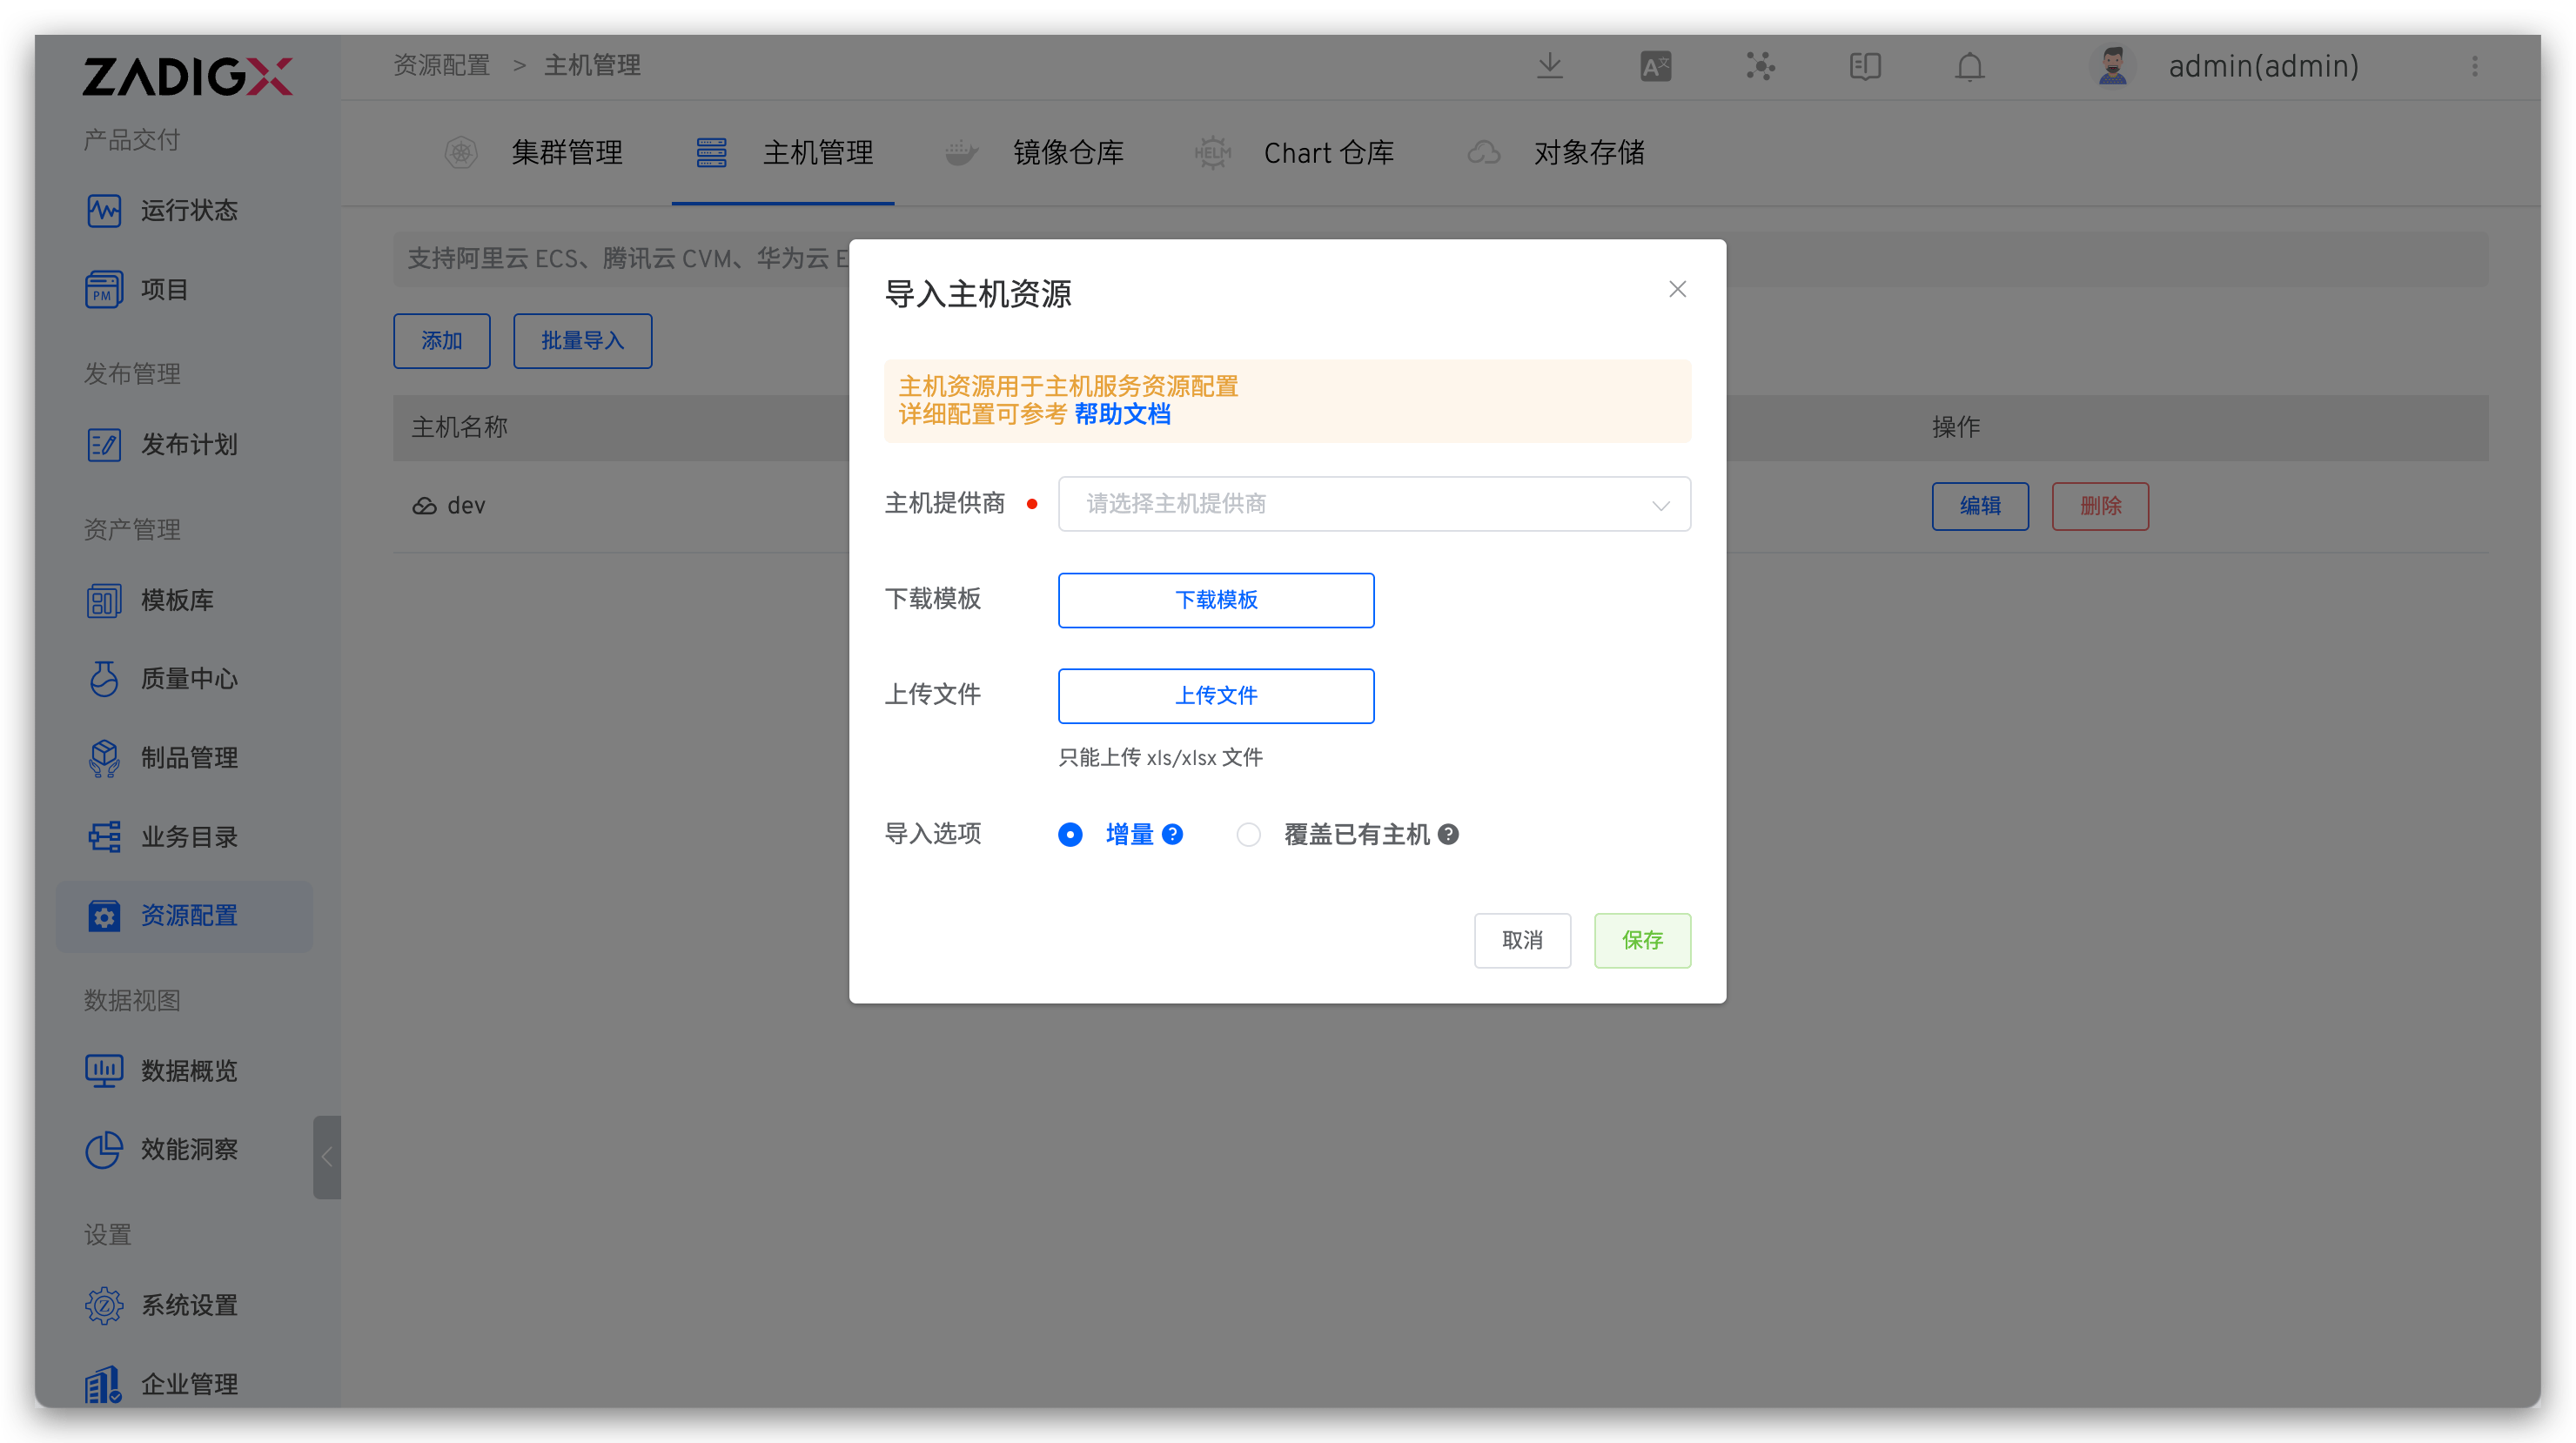 ZADIGX
产品交付
运行状态
PM
项目
发布管理
发布计划
资产管理
模板库
质量中心
制品管理
业务目录
资源配置
数据视图
数据概览
效能洞察
设置
系统设置
企业管理
资源配置 > 主机管理
admin(admin)
集群管理
主机管理
镜像仓库
HELM
Chart 仓库
对象存储
支持阿里云 ECS、腾讯云 CVM、华为云 E
添加
批量导入
主机名称
操作
dev
编辑
删除
导入主机资源
主机资源用于主机服务资源配置
详细配置可参考 帮助文档
主机提供商
请选择主机提供商
下载模板
下载模板
上传文件
上传文件
只能上传 xls/xlsx 文件
导入选项
增量 ?
覆盖已有主机 ?
取消
保存